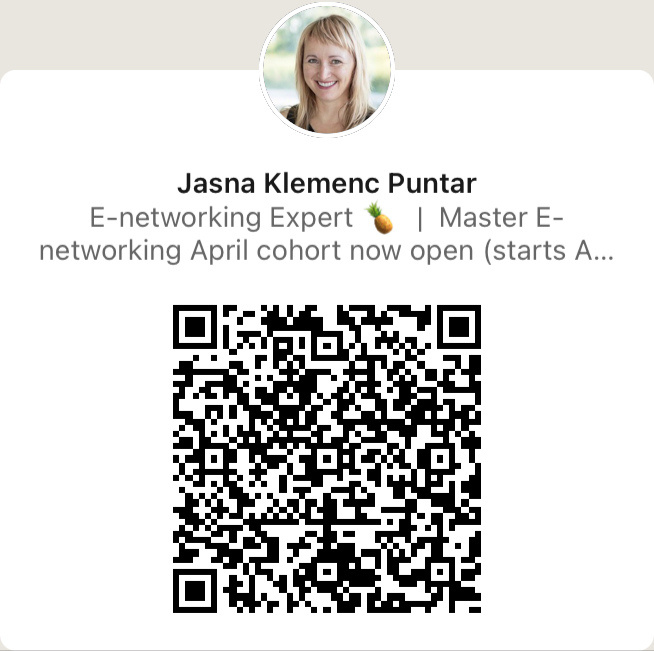 Jasna Klemenc Puntar
E-networking Expert 🍍 | Master E-
networking April cohort now open (starts A...